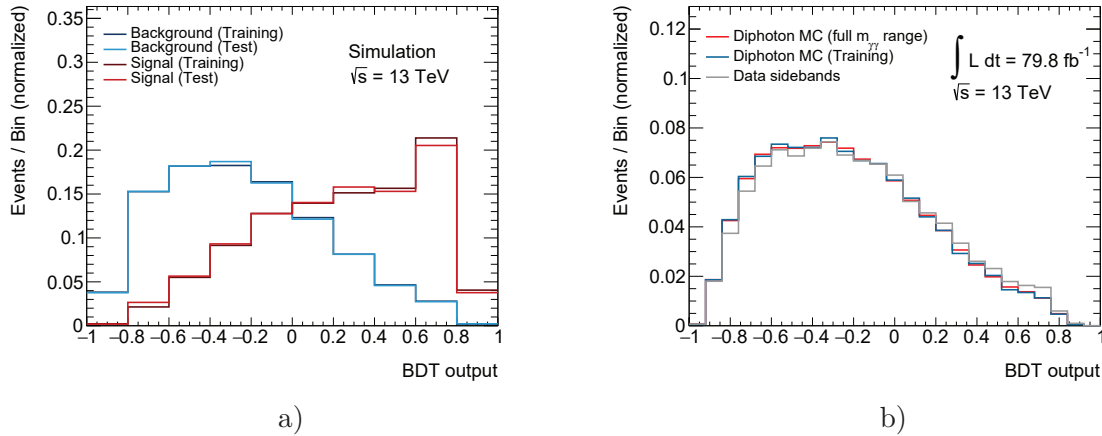 Events / Bin (normalized)
0.35
0.3
0.25
0.2
0.15
0.1
0.05
0
Background (Training)
Background (Test)
Signal (Training)
Signal (Test)
Simulation
√s = 13 TeV
−1 −0.8 −0.6 −0.4 −0.2 0 0.2 0.4 0.6 0.8 1
BDT output
a)
Events / Bin (normalized)
0.12
0.1
0.08
0.06
0.04
0.02
0
Diphoton MC (full mγγ range)
Diphoton MC (Training)
Data sidebands
∫ L dt = 79.8 fb⁻¹
√s = 13 TeV
−1 −0.8 −0.6 −0.4 −0.2 0 0.2 0.4 0.6 0.8 1
BDT output
b)